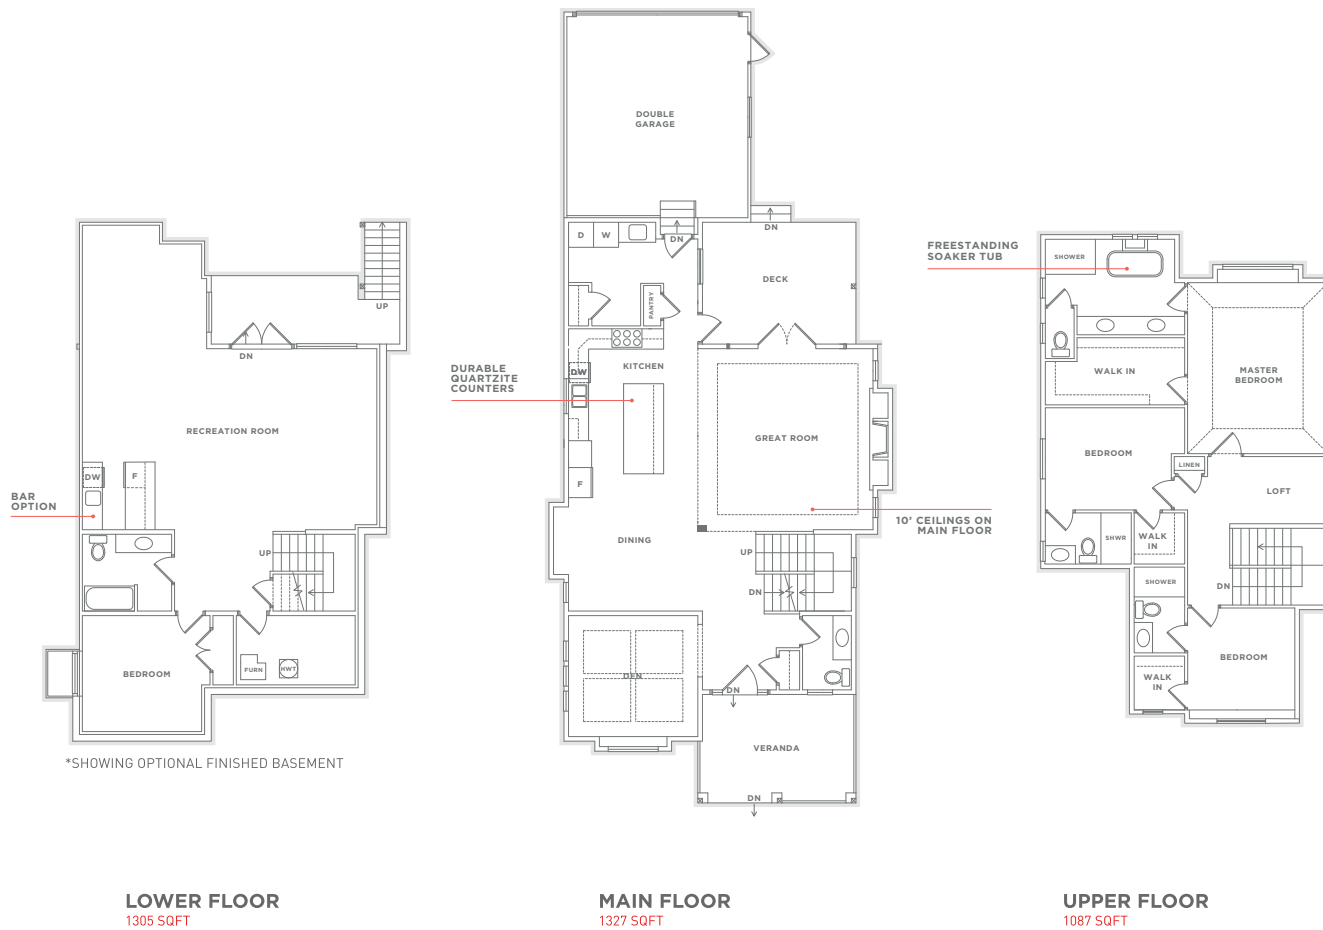 UP
DN
RECREATION ROOM
DW
F
BAR
OPTION
UP
BEDROOM
FURN
HWT
*SHOWING OPTIONAL FINISHED BASEMENT
LOWER FLOOR
1305 SQFT
DOUBLE
GARAGE
D
W
DN
DN
DECK
PANTRY
KITCHEN
DURABLE
QUARTZITE
COUNTERS
DW
GREAT ROOM
F
10' CEILINGS ON
MAIN FLOOR
DINING
UP
DN
DEN
DN
VERANDA
DN
MAIN FLOOR
1327 SQFT
FREESTANDING
SOAKER TUB
SHOWER
WALK IN
MASTER
BEDROOM
BEDROOM
LINEN
LOFT
SHWR
WALK
IN
SHOWER
DN
BEDROOM
WALK
IN
UPPER FLOOR
1087 SQFT